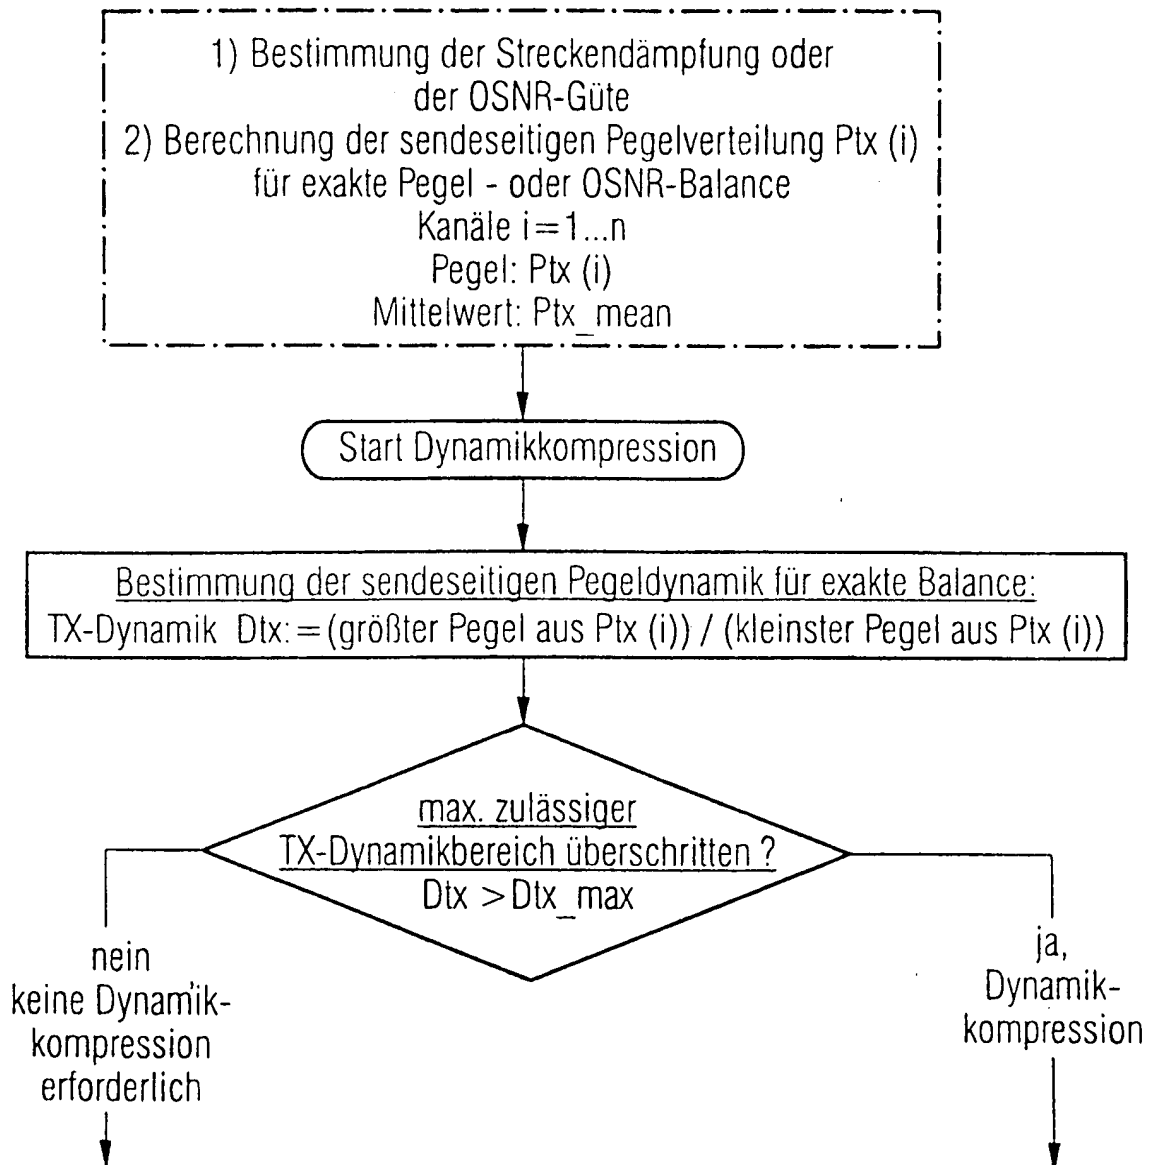 1) Bestimmung der Streckendämpfung oder
der OSNR-Güte
2) Berechnung der sendeseitigen Pegelverteilung Ptx (i)
für exakte Pegel - oder OSNR-Balance
Kanäle i=1...n
Pegel: Ptx (i)
Mittelwert: Ptx_mean
Start Dynamikkompression
Bestimmung der sendeseitigen Pegeldynamik für exakte Balance:
TX-Dynamik Dtx:=(größter Pegel aus Ptx (i)) / (kleinster Pegel aus Ptx (i))
max. zulässiger
TX-Dynamikbereich überschritten ?
Dtx >Dtx_max
nein
keine Dynamik-
kompression
erforderlich
ja,
Dynamik-
kompression